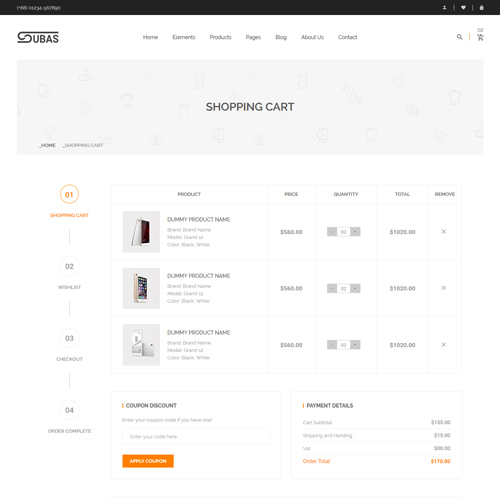 (+88) 01234-567890
SUBAS
Home Elements Products Pages Blog About Us Contact
02
SHOPPING CART
_HOME _SHOPPING CART
01
SHOPPING CART
02
WISHLIST
03
CHECKOUT
04
ORDER COMPLETE
PRODUCT PRICE QUANTITY TOTAL REMOVE
DUMMY PRODUCT NAME
Brand: Brand Name
Model: Grand s2
Color: Black, White
$560.00 - 02 + $1020.00 ×
DUMMY PRODUCT NAME
Brand: Brand Name
Model: Grand s2
Color: Black, White
$560.00 - 02 + $1020.00 ×
DUMMY PRODUCT NAME
Brand: Brand Name
Model: Grand s2
Color: Black, White
$560.00 - 02 + $1020.00 ×
COUPON DISCOUNT
Enter your coupon code if you have one!
Enter your code here
APPLY COUPON
PAYMENT DETAILS
Cart Subtotal $155.00
Shipping and Handing $15.00
Vat $00.00
Order Total $170.00